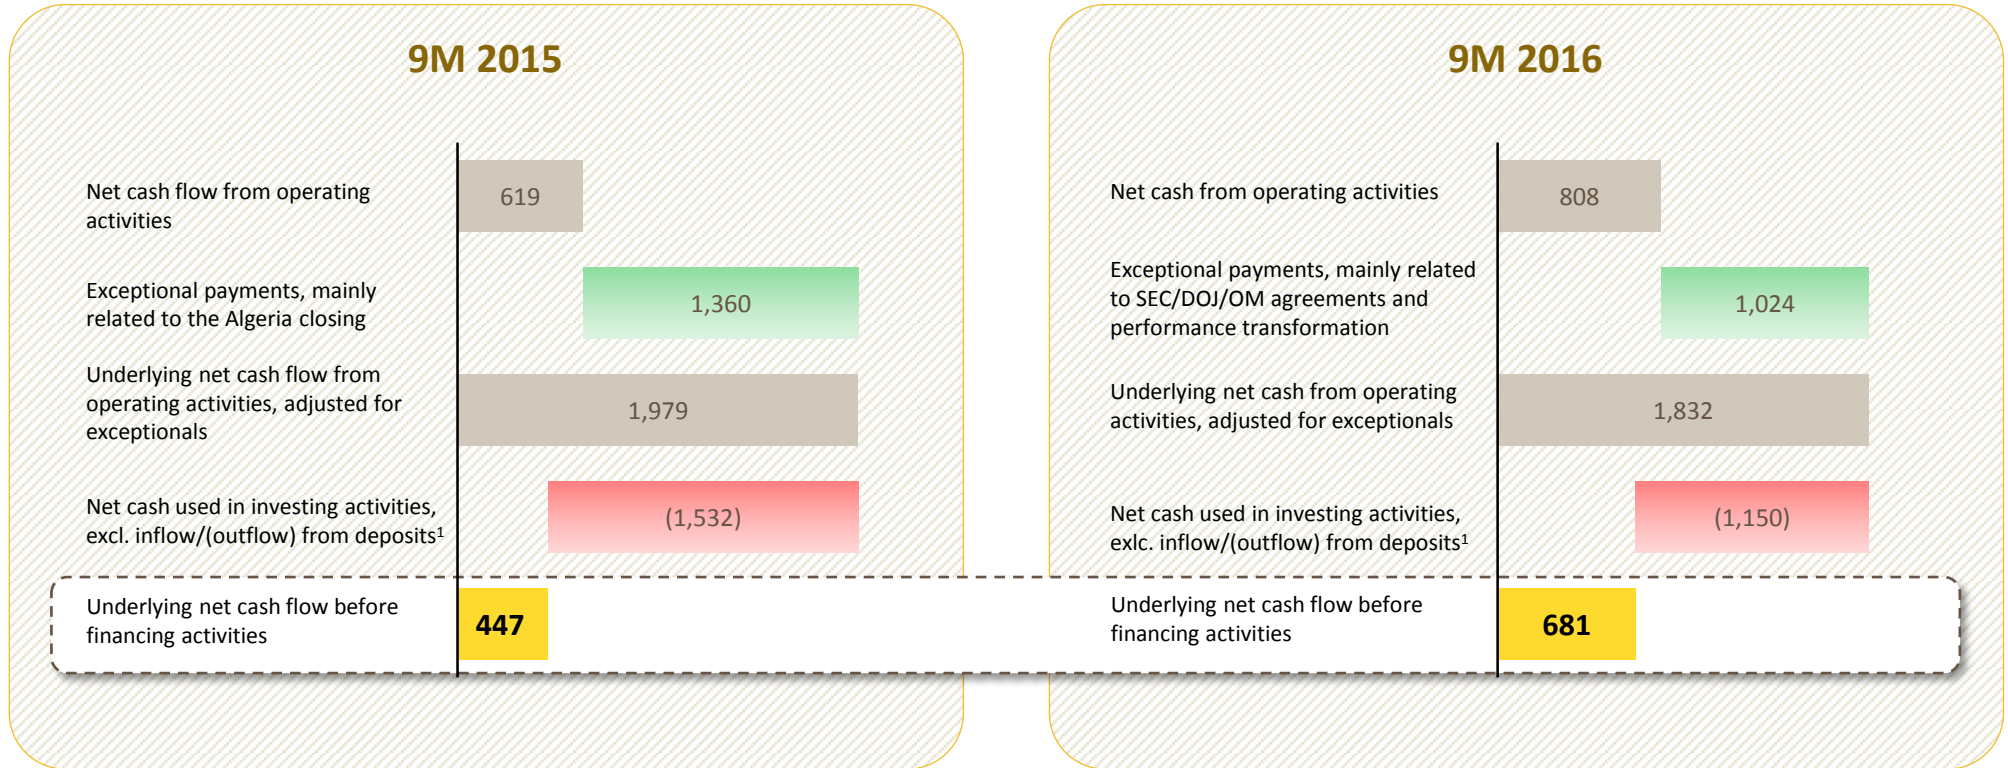 9M 2015
Net cash flow from operating
activities
619
Exceptional payments, mainly
related to the Algeria closing
1,360
Underlying net cash flow from
operating activities, adjusted for
exceptionals
1,979
Net cash used in investing activities,
excl. inflow/(outflow) from deposits¹
(1,532)
Underlying net cash flow before
financing activities
447
9M 2016
Net cash from operating activities
808
Exceptional payments, mainly related
to SEC/DOJ/OM agreements and
performance transformation
1,024
Underlying net cash from operating
activities, adjusted for exceptionals
1,832
Net cash used in investing activities,
exlc. inflow/(outflow) from deposits¹
(1,150)
Underlying net cash flow before
financing activities
681